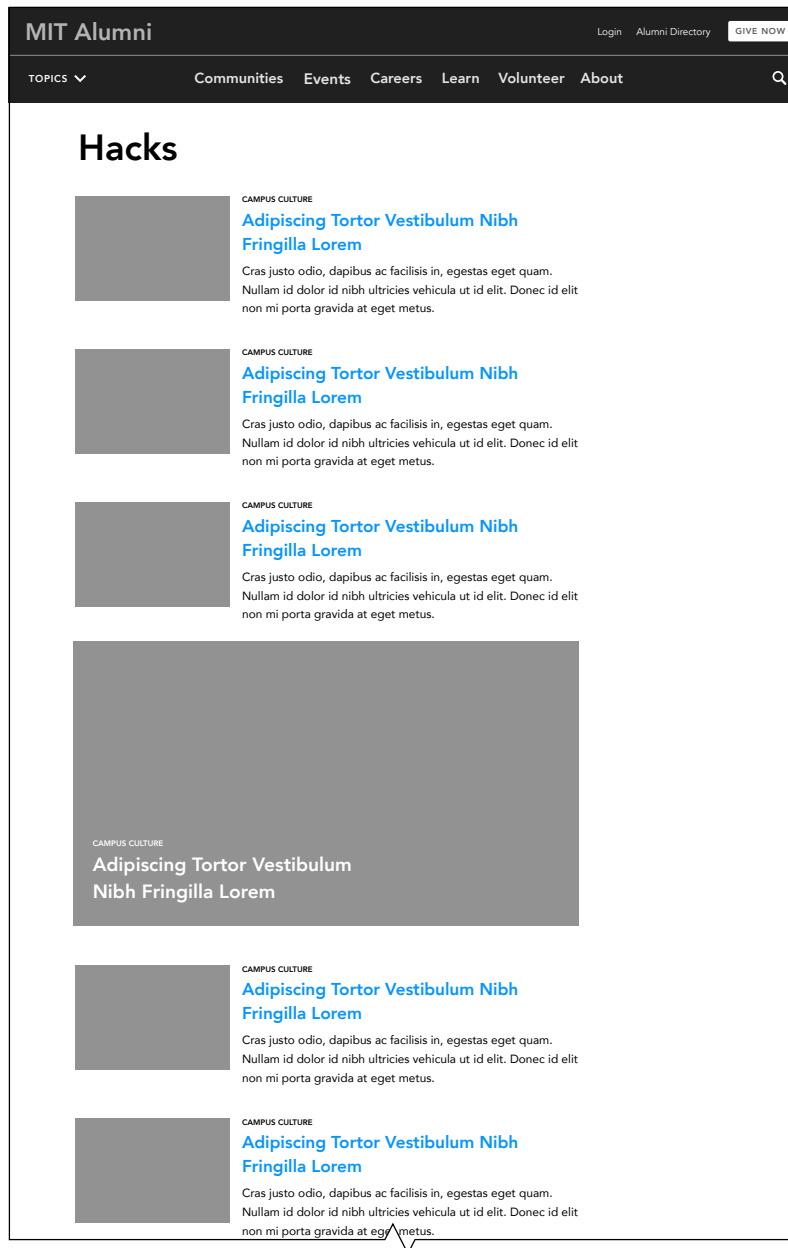 MIT Alumni
Login Alumni Directory GIVE NOW
TOPICS Communities Events Careers Learn Volunteer About
Hacks
CAMPUS CULTURE
Adipiscing Tortor Vestibulum Nibh
Fringilla Lorem
Cras justo odio, dapibus ac facilisis in, egestas eget quam.
Nullam id dolor id nibh ultricies vehicula ut id elit. Donec id elit
non mi porta gravida at eget metus.
CAMPUS CULTURE
Adipiscing Tortor Vestibulum Nibh
Fringilla Lorem
Cras justo odio, dapibus ac facilisis in, egestas eget quam.
Nullam id dolor id nibh ultricies vehicula ut id elit. Donec id elit
non mi porta gravida at eget metus.
CAMPUS CULTURE
Adipiscing Tortor Vestibulum Nibh
Fringilla Lorem
Cras justo odio, dapibus ac facilisis in, egestas eget quam.
Nullam id dolor id nibh ultricies vehicula ut id elit. Donec id elit
non mi porta gravida at eget metus.
CAMPUS CULTURE
Adipiscing Tortor Vestibulum
Nibh Fringilla Lorem
CAMPUS CULTURE
Adipiscing Tortor Vestibulum Nibh
Fringilla Lorem
Cras justo odio, dapibus ac facilisis in, egestas eget quam.
Nullam id dolor id nibh ultricies vehicula ut id elit. Donec id elit
non mi porta gravida at eget metus.
CAMPUS CULTURE
Adipiscing Tortor Vestibulum Nibh
Fringilla Lorem
Cras justo odio, dapibus ac facilisis in, egestas eget quam.
Nullam id dolor id nibh ultricies vehicula ut id elit. Donec id elit
non mi porta gravida at eget metus.